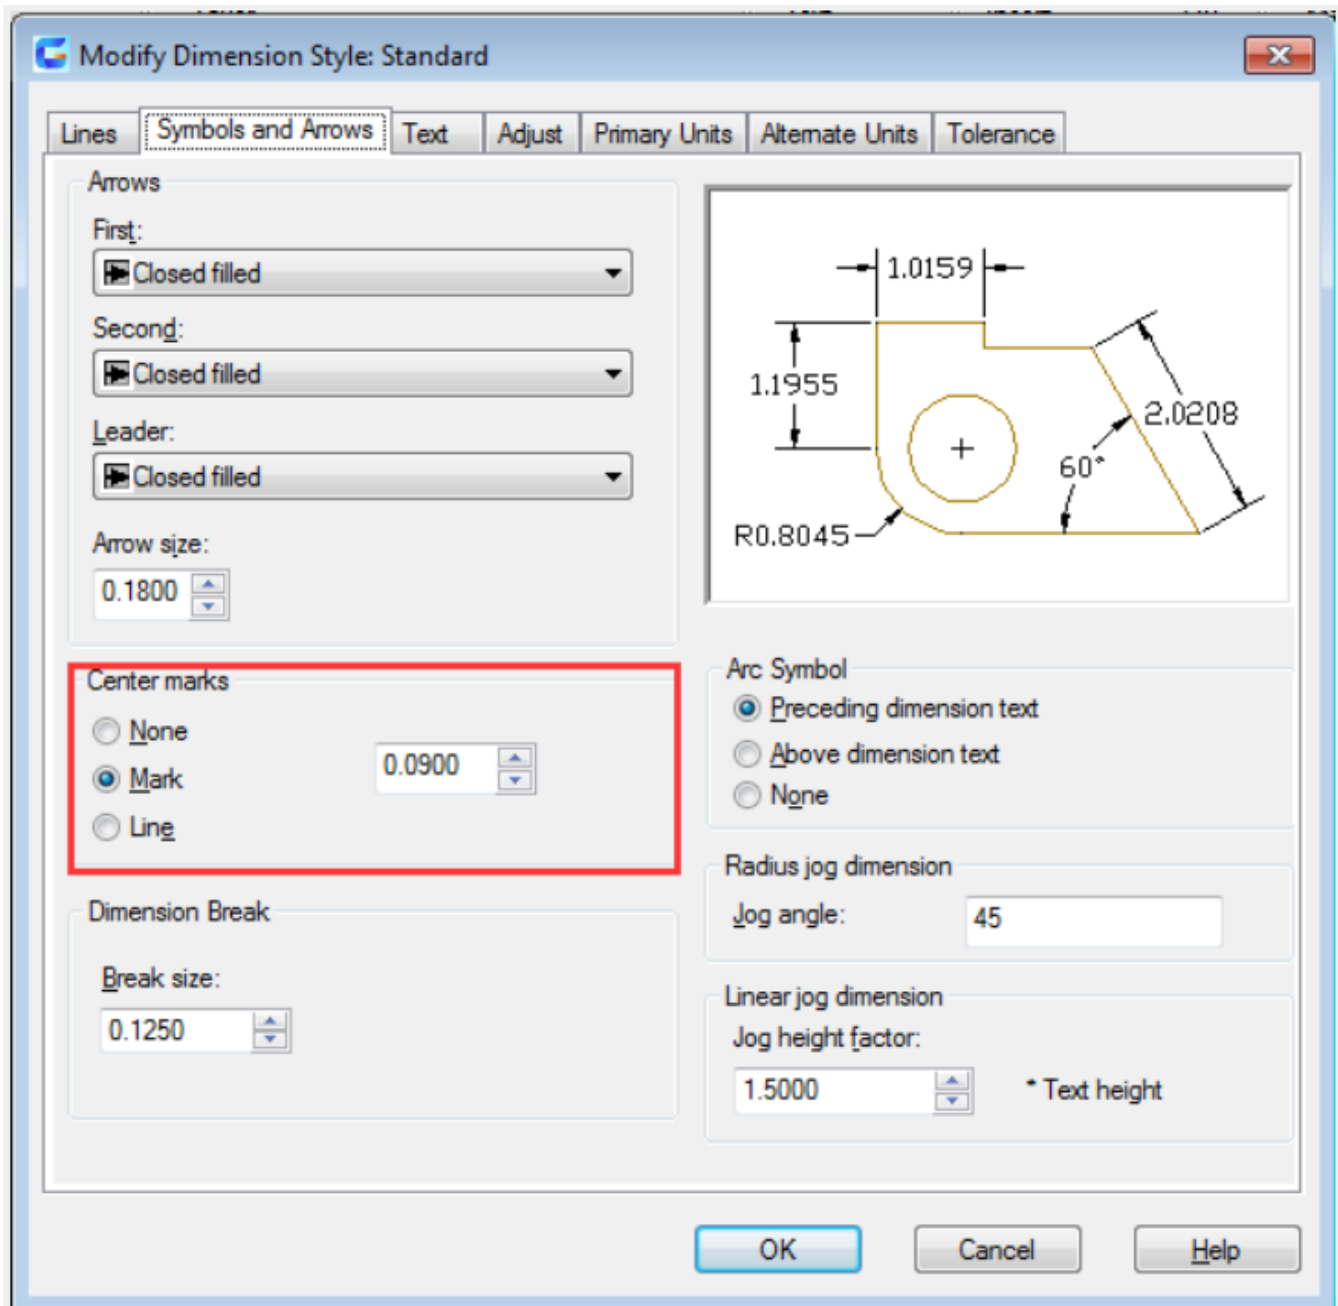 Modify Dimension Style: Standard
Lines
Symbols and Arrows
Text
Adjust
Primary Units
Alternate Units
Tolerance
Arrows
First:
Closed filled
Second:
Closed filled
Leader:
Closed filled
Arrow size:
0.1800
1.0159
1.1955
2.0208
60°
R0.8045
Center marks
None
Mark
0.0900
Line
Arc Symbol
Preceding dimension text
Above dimension text
None
Dimension Break
Break size:
0.1250
Radius jog dimension
Jog angle:
45
Linear jog dimension
Jog height factor:
1.5000
* Text height
OK
Cancel
Help